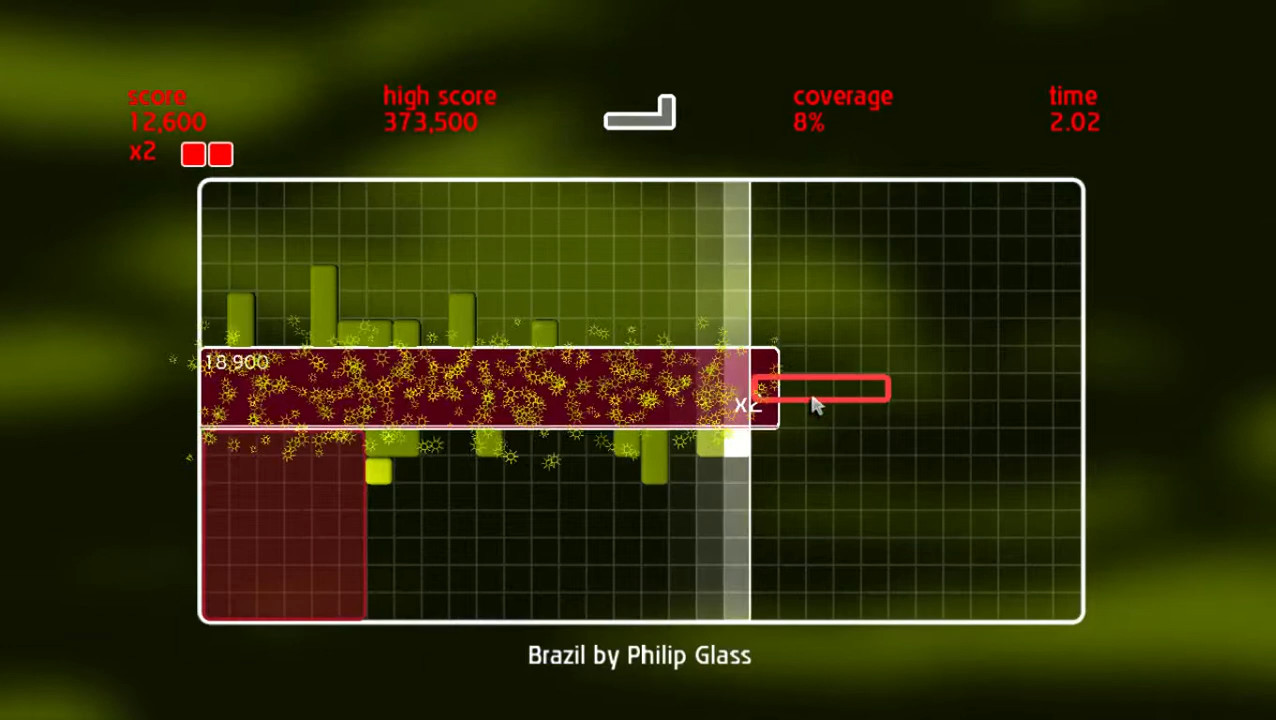 score
12,600
x2
high score
373,500
coverage
8%
time
2.02
18,900
x2
Brazil by Philip Glass